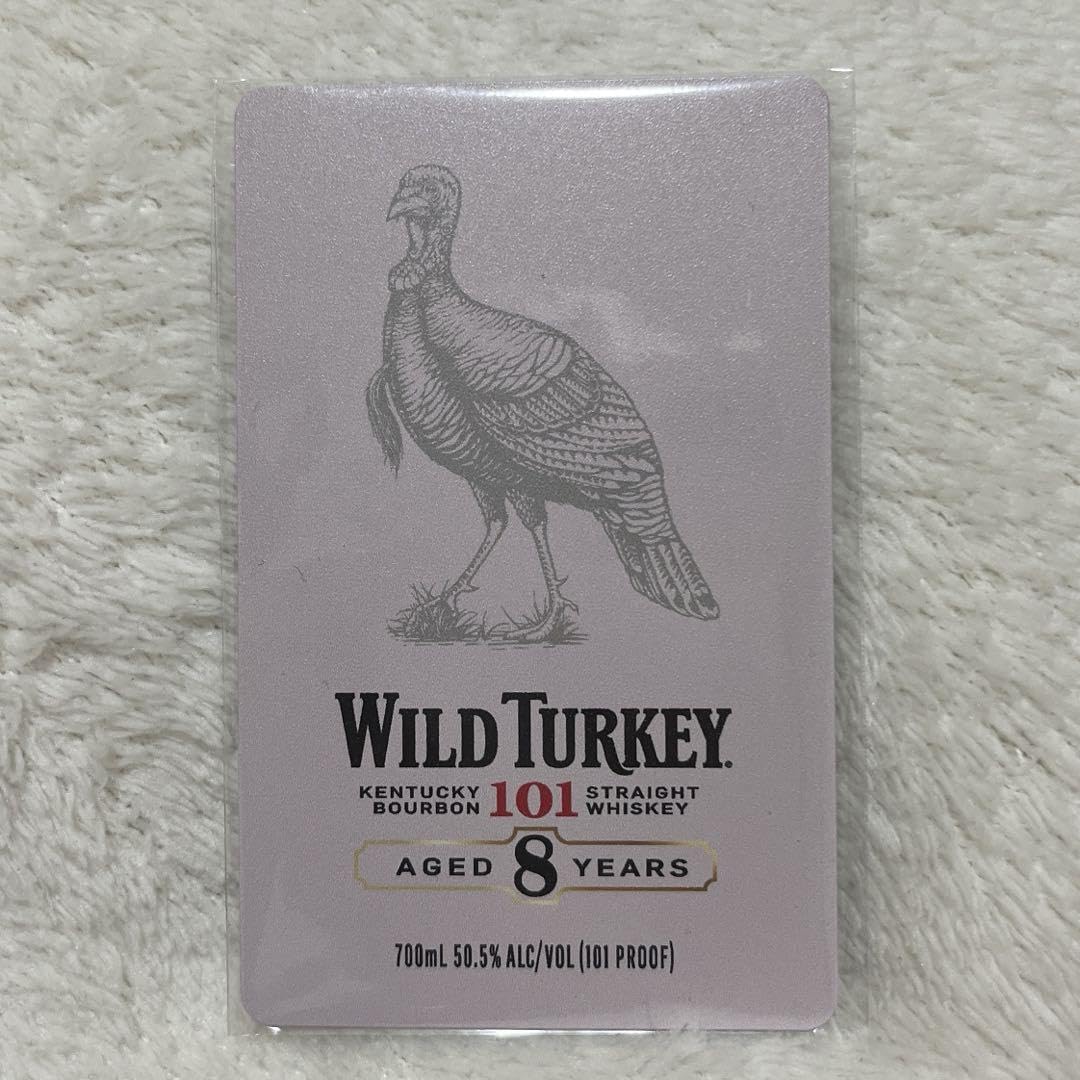 WILD TURKEY.
KENTUCKY BOURBON 101 STRAIGHT WHISKEY
AGED 8 YEARS
700mL 50.5% ALC/VOL (101 PROOF)